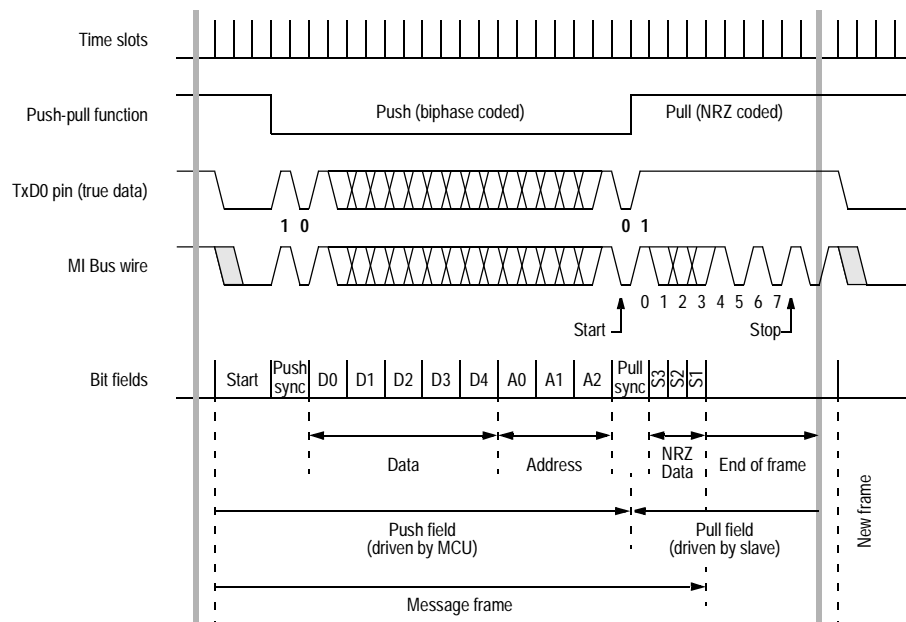 Time slots
Push-pull function
Push (biphase coded)
Pull (NRZ coded)
TxD0 pin (true data)
1 0
0 1
MI Bus wire
0 1 2 3 4 5 6 7
Start
Stop
Bit fields
Start
Push
sync
D0
D1
D2
D3
D4
A0
A1
A2
Pull
sync
S3
S2
S1
Data
Address
NRZ
Data
End of frame
New frame
Push field
(driven by MCU)
Pull field
(driven by slave)
Message frame